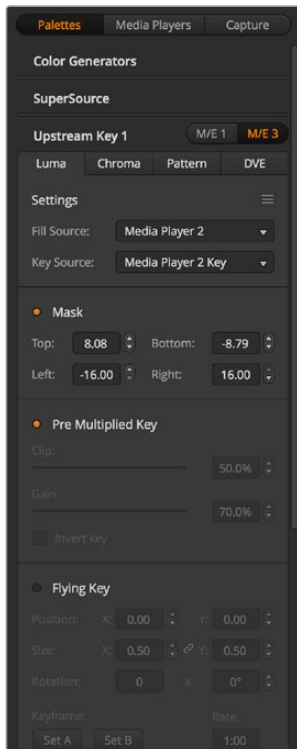 Palettes Media Players Capture
Color Generators
SuperSource
Upstream Key 1 M/E 1 M/E 3
Luma Chroma Pattern DVE
Settings
Fill Source: Media Player 2
Key Source: Media Player 2 Key
Mask
Top: 8.08 Bottom: -8.79
Left: -16.00 Right: 16.00
Pre Multiplied Key
Clip:
50.0%
Gain:
70.0%
Invert key
Flying Key
Position: X: 0.00 Y: 0.00
Size: X: 0.50 Y: 0.50
Rotation: 0 x 0°
Keyframe: Rate:
Set A Set B 1:00